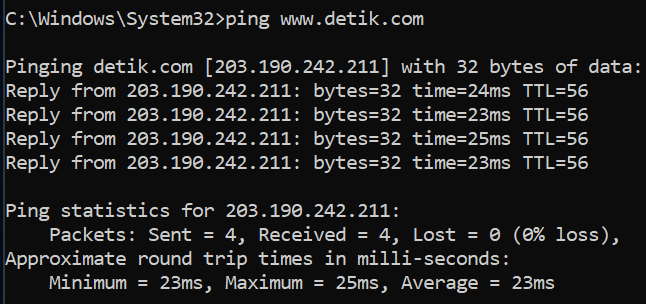 C:\Windows\System32>ping www.detik.com
Pinging detik.com [203.190.242.211] with 32 bytes of data:
Reply from 203.190.242.211: bytes=32 time=24ms TTL=56
Reply from 203.190.242.211: bytes=32 time=23ms TTL=56
Reply from 203.190.242.211: bytes=32 time=25ms TTL=56
Reply from 203.190.242.211: bytes=32 time=23ms TTL=56
Ping statistics for 203.190.242.211:
    Packets: Sent = 4, Received = 4, Lost = 0 (0% loss),
Approximate round trip times in milli-seconds:
    Minimum = 23ms, Maximum = 25ms, Average = 23ms